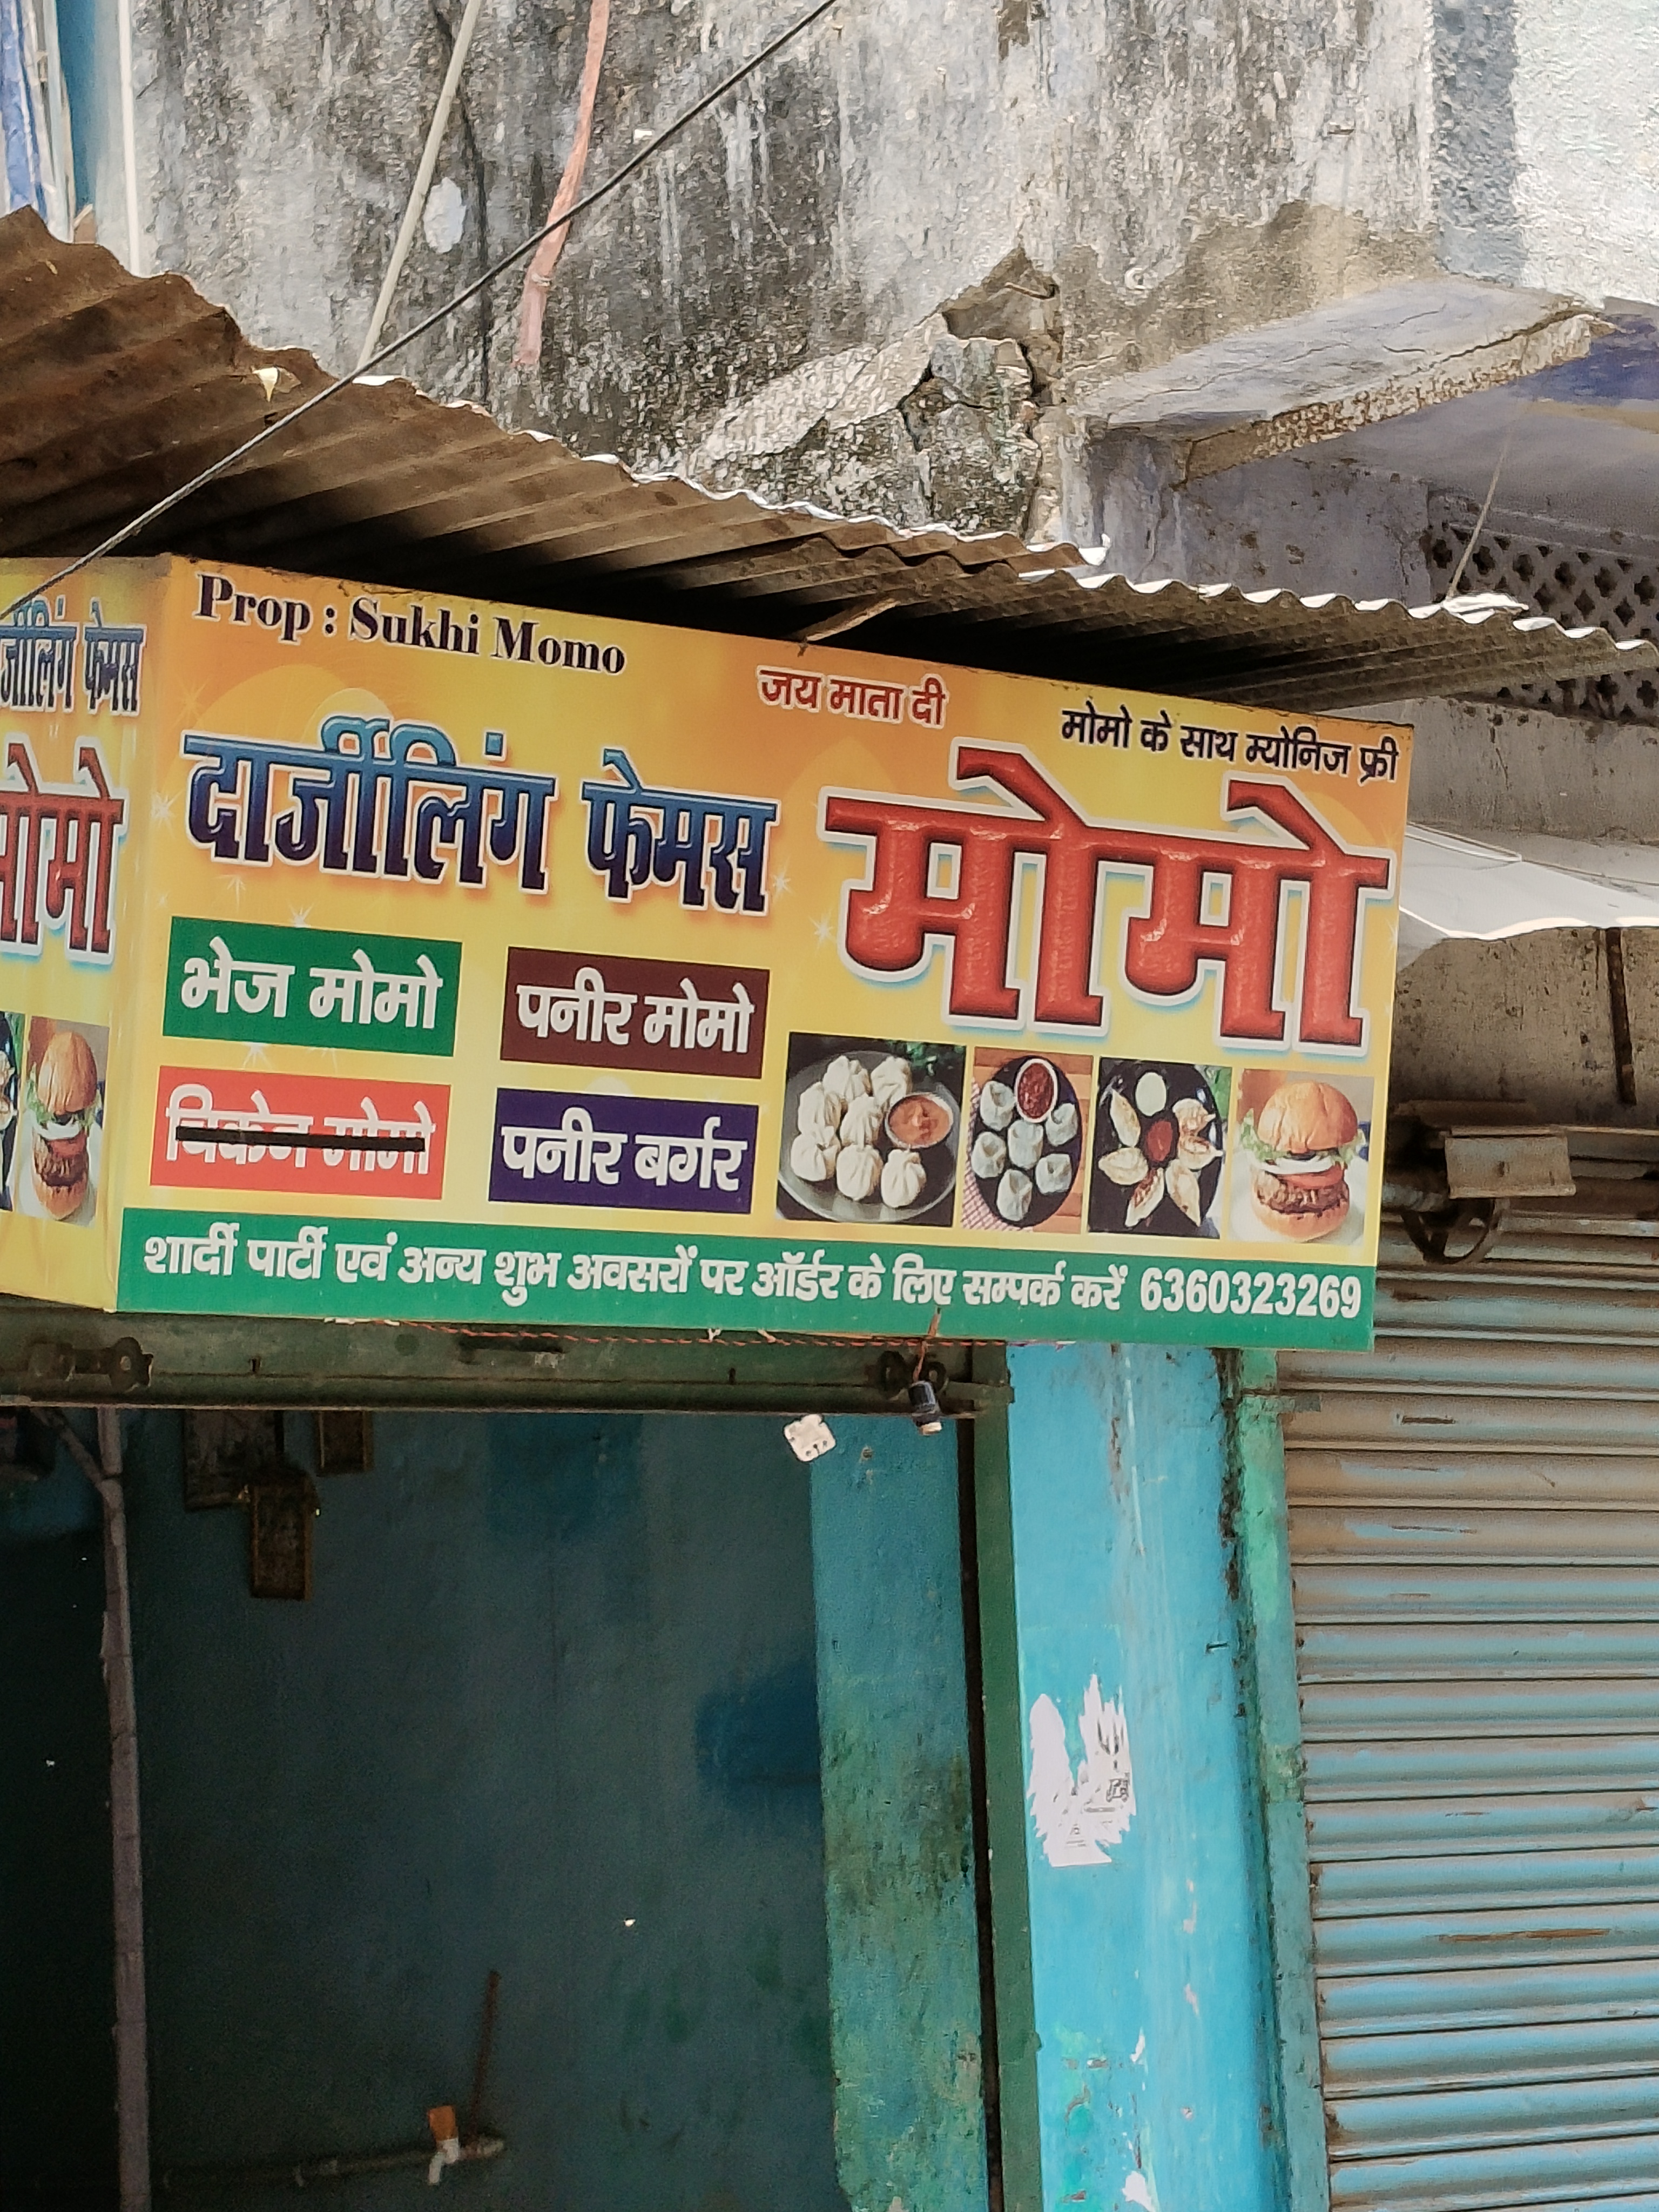 Prop : Sukhi Momo
जय माता दी
मोमो के साथ म्योनिज फ्री
दार्जीलिंग फेमस
मोमो
भेज मोमो
पनीर मोमो
चिकेन मोमो
पनीर बर्गर
शार्दी पार्टी एवं अन्य शुभ अवसरों पर ऑर्डर के लिए सम्पर्क करें 6360323269
फेमस